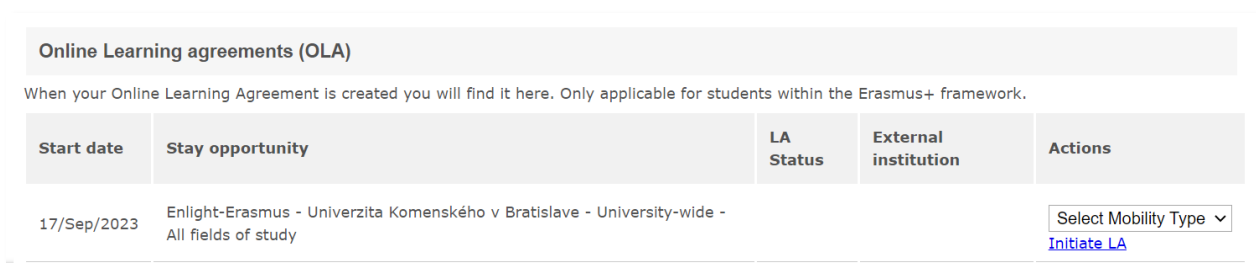 Online Learning agreements (OLA)
When your Online Learning Agreement is created you will find it here. Only applicable for students within the Erasmus+ framework.
Start date Stay opportunity LA Status External institution Actions
17/Sep/2023 Enlight-Erasmus - Univerzita Komenského v Bratislave - University-wide -
All fields of study
Select Mobility Type
Initiate LA